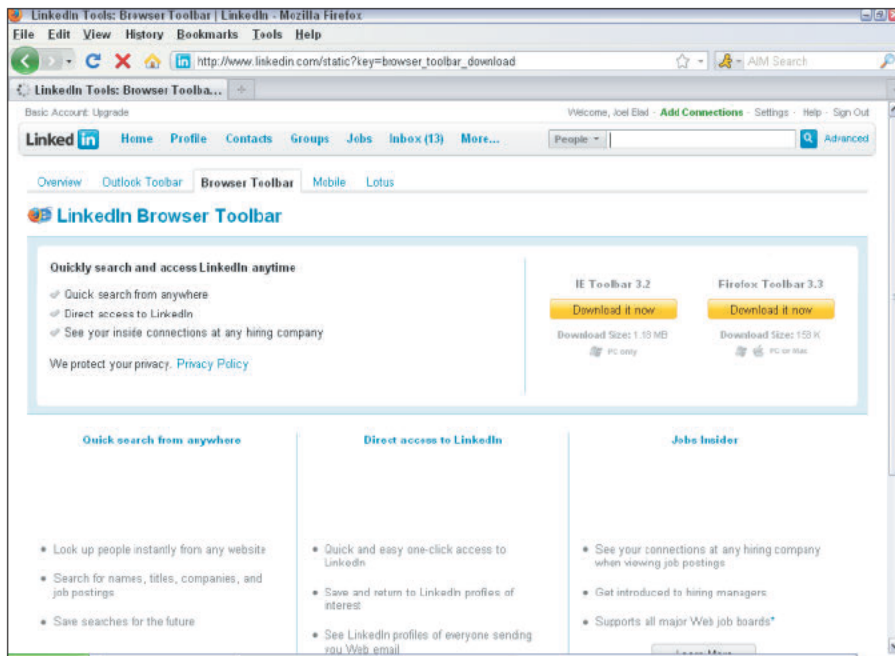 LinkedIn Tools: Browser Toolbar | LinkedIn - Mozilla Firefox
File Edit View History Bookmarks Tools Help
http://www.linkedin.com/static?key=browser_toolbar_download
AIM Search
LinkedIn Tools: Browser Toolba...
Basic Account: Upgrade
Welcome, Joel Elad · Add Connections · Settings · Help · Sign Out
Linked in Home Profile Contacts Groups Jobs Inbox (13) More... People Advanced
Overview Outlook Toolbar Browser Toolbar Mobile Lotus
LinkedIn Browser Toolbar
Quickly search and access LinkedIn anytime
Quick search from anywhere
Direct access to LinkedIn
See your inside connections at any hiring company
We protect your privacy. Privacy Policy
IE Toolbar 3.2
Download it now
Download Size: 1.18 MB
PC only
Firefox Toolbar 3.3
Download it now
Download Size: 159 K
PC or Mac
Quick search from anywhere
• Look up people instantly from any website
• Search for names, titles, companies, and
job postings
• Save searches for the future
Direct access to LinkedIn
• Quick and easy one-click access to
LinkedIn
• Save and return to LinkedIn profiles of
interest
• See LinkedIn profiles of everyone sending
you Web email
Jobs Insider
• See your connections at any hiring company
when viewing job postings
• Get introduced to hiring managers
• Supports all major Web job boards*
Learn More